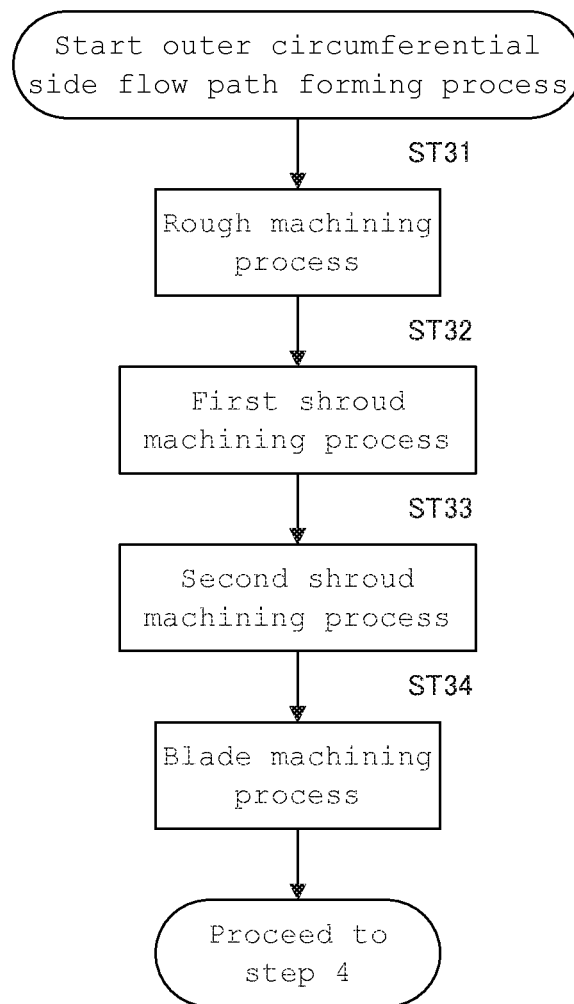 Start outer circumferential
side flow path forming process
ST31
Rough machining
process
ST32
First shroud
machining process
ST33
Second shroud
machining process
ST34
Blade machining
process
Proceed to
step 4